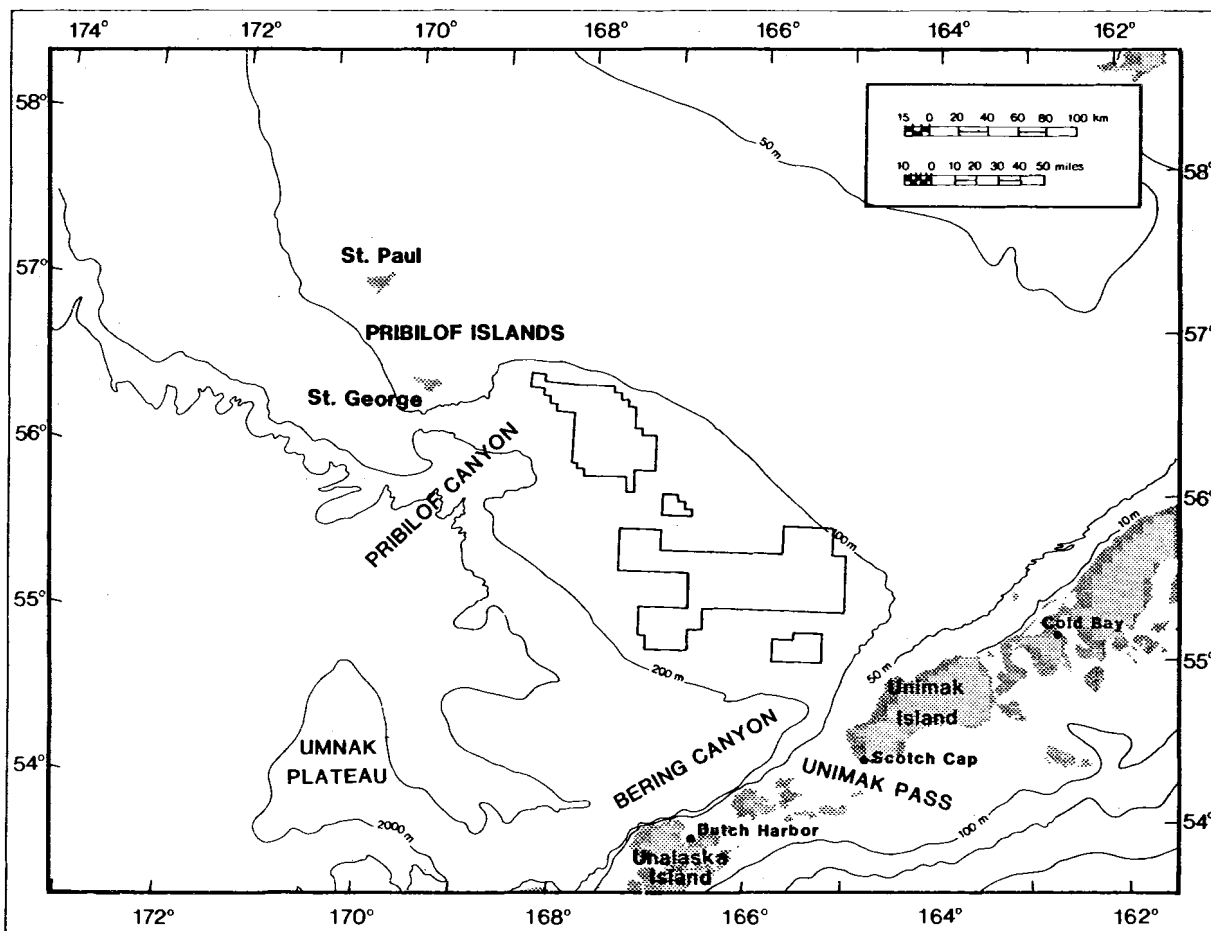 174° 172° 170° 168° 166° 164° 162°
58°
15 0 20 40 60 80 100 km
10 0 10 20 30 40 50 miles
50 m
58°
St. Paul
57°
PRIBILOF ISLANDS
57°
St. George
56°
PRIBILOF CANYON
56°
100 m
10 m
55°
Cold Bay
200 m
50 m
55°
Unimak
Island
UMNAK
PLATEAU
54°
BERING CANYON
Scotch Cap
UNIMAK PASS
2000 m
Dutch Harbor
100 m
54°
Unalaska
Island
172° 170° 168° 166° 164° 162°